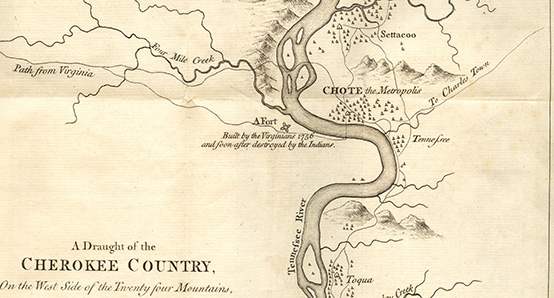 Settacoo
Four Mile Creek
Path from Virginia
CHOTE the Metropolis
To Charles Town
A Fort
Built by the Virginians 1756
and soon after destroyed by the Indians.
Tenneſsee
Tennessee River
A Draught of the
CHEROKEE COUNTRY,
On the West Side of the Twenty four Mountains,
Toqua
Creek